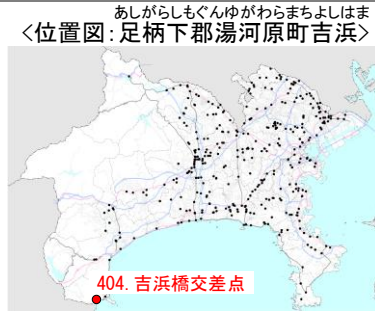 あしがらしもぐんゆがわらまちよしはま
<位置図:足柄下郡湯河原町吉浜>
404. 吉浜橋交差点